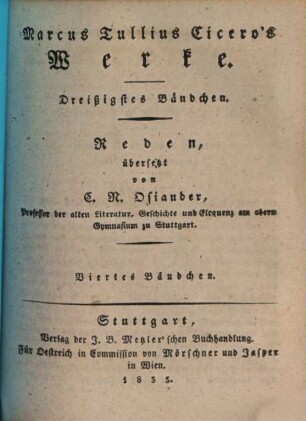 Marcus Tullius Cicero's
Werke.
Dreißigstes Bändchen.
Reden,
übersetzt
von
C. N. Osiander,
Professor der alten Literatur, Geschichte und Eloquenz am obern
Gymnasium zu Stuttgart.
Viertes Bändchen.
Stuttgart,
Verlag der J. B. Metzler'schen Buchhandlung.
Für Oestreich in Commission von Mörschner und Jasper
in Wien.
1835.